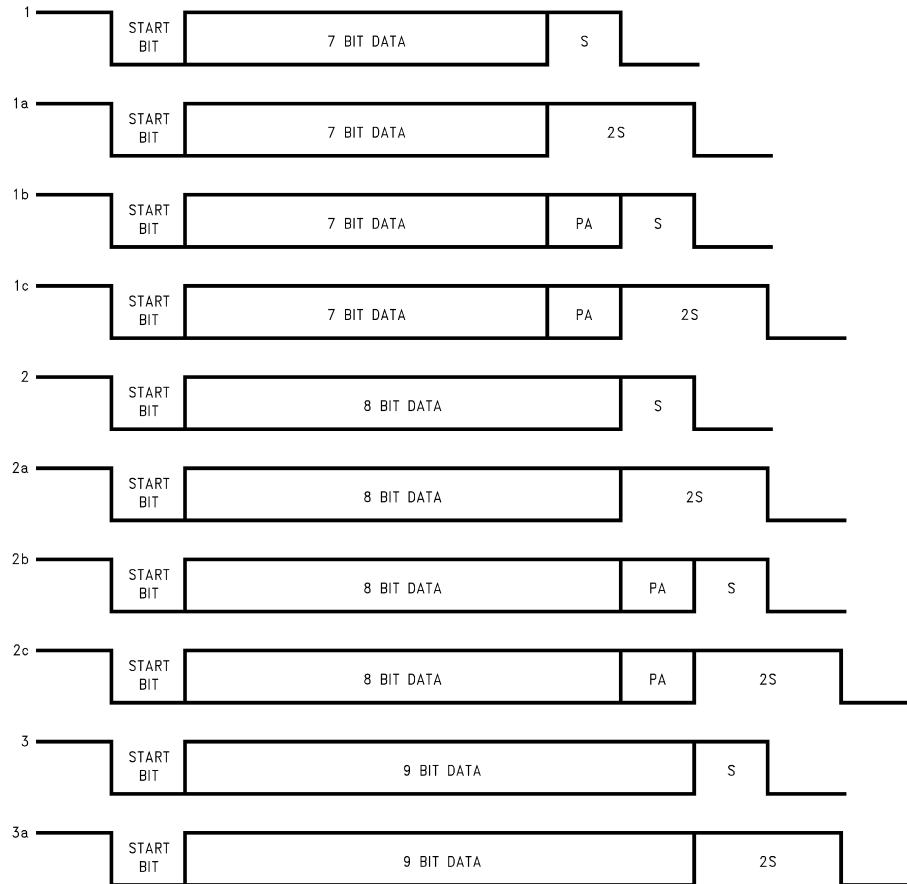 1 START BIT 7 BIT DATA S
1a START BIT 7 BIT DATA 2S
1b START BIT 7 BIT DATA PA S
1c START BIT 7 BIT DATA PA 2S
2 START BIT 8 BIT DATA S
2a START BIT 8 BIT DATA 2S
2b START BIT 8 BIT DATA PA S
2c START BIT 8 BIT DATA PA 2S
3 START BIT 9 BIT DATA S
3a START BIT 9 BIT DATA 2S